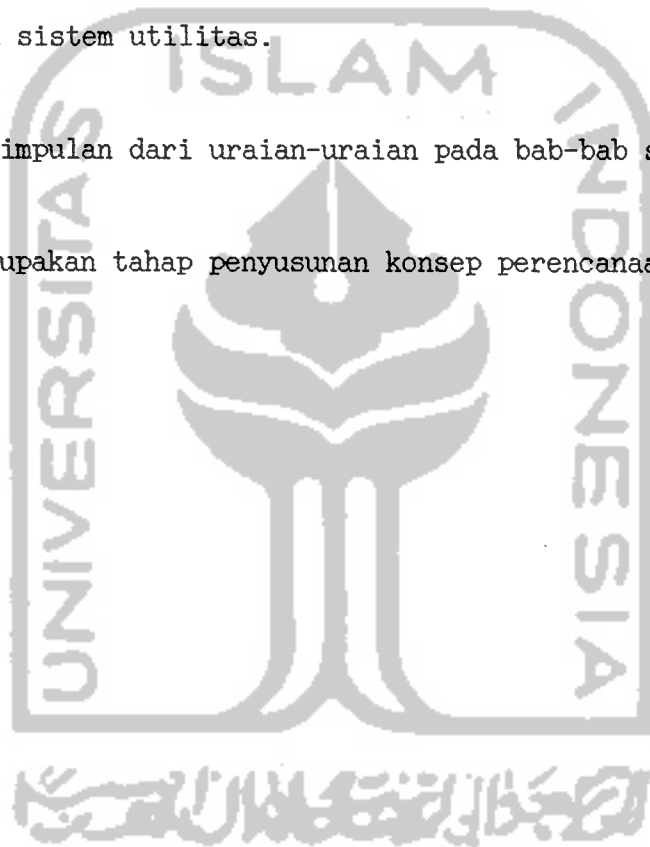 sistem utilitas.
impulan dari uraian-uraian pada bab-bab s
upakan tahap penyusunan konsep perencanaa
ISLAM
UNIVERSITAS
INDONESIA